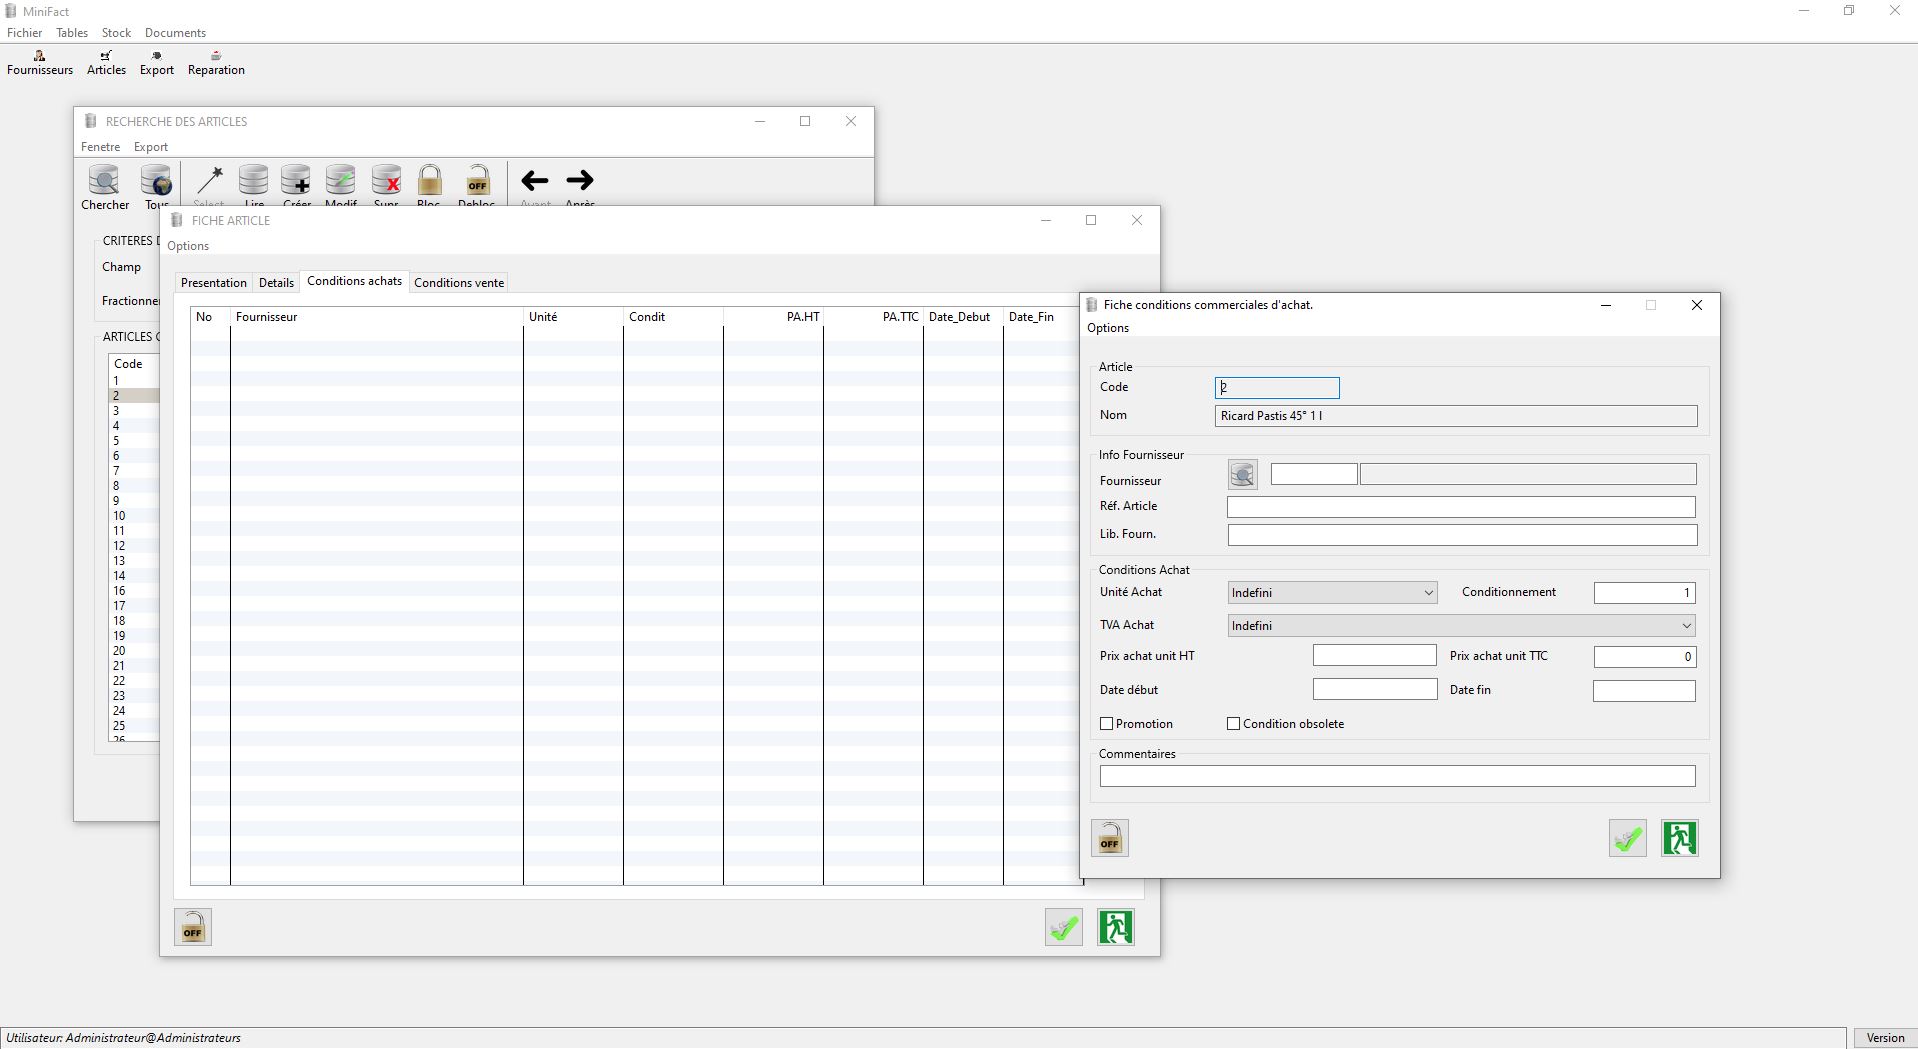 MiniFact
Fichier Tables Stock Documents
Fournisseurs Articles Export Reparation
RECHERCHE DES ARTICLES
Fenetre Export
OFF
Chercher Tous Select Lire Créer Modif Supr Bloc Debloc Avant Après
CRITERES D
Champ
Fractionne
ARTICLES
Code
1
2
3
4
5
6
7
8
9
10
11
12
13
14
16
17
18
19
20
21
22
23
24
25
26
FICHE ARTICLE
Options
Presentation Details Conditions achats Conditions vente
No Fournisseur Unité Condit PA.HT PA.TTC Date_Debut Date_Fin
OFF
Fiche conditions commerciales d'achat.
Options
Article
Code 2
Nom Ricard Pastis 45° 1 l
Info Fournisseur
Fournisseur
Réf. Article
Lib. Fourn.
Conditions Achat
Unité Achat Indefini Conditionnement 1
TVA Achat Indefini
Prix achat unit HT Prix achat unit TTC 0
Date début Date fin
Promotion Condition obsolete
Commentaires
OFF
Utilisateur: Administrateur@Administrateurs
Version